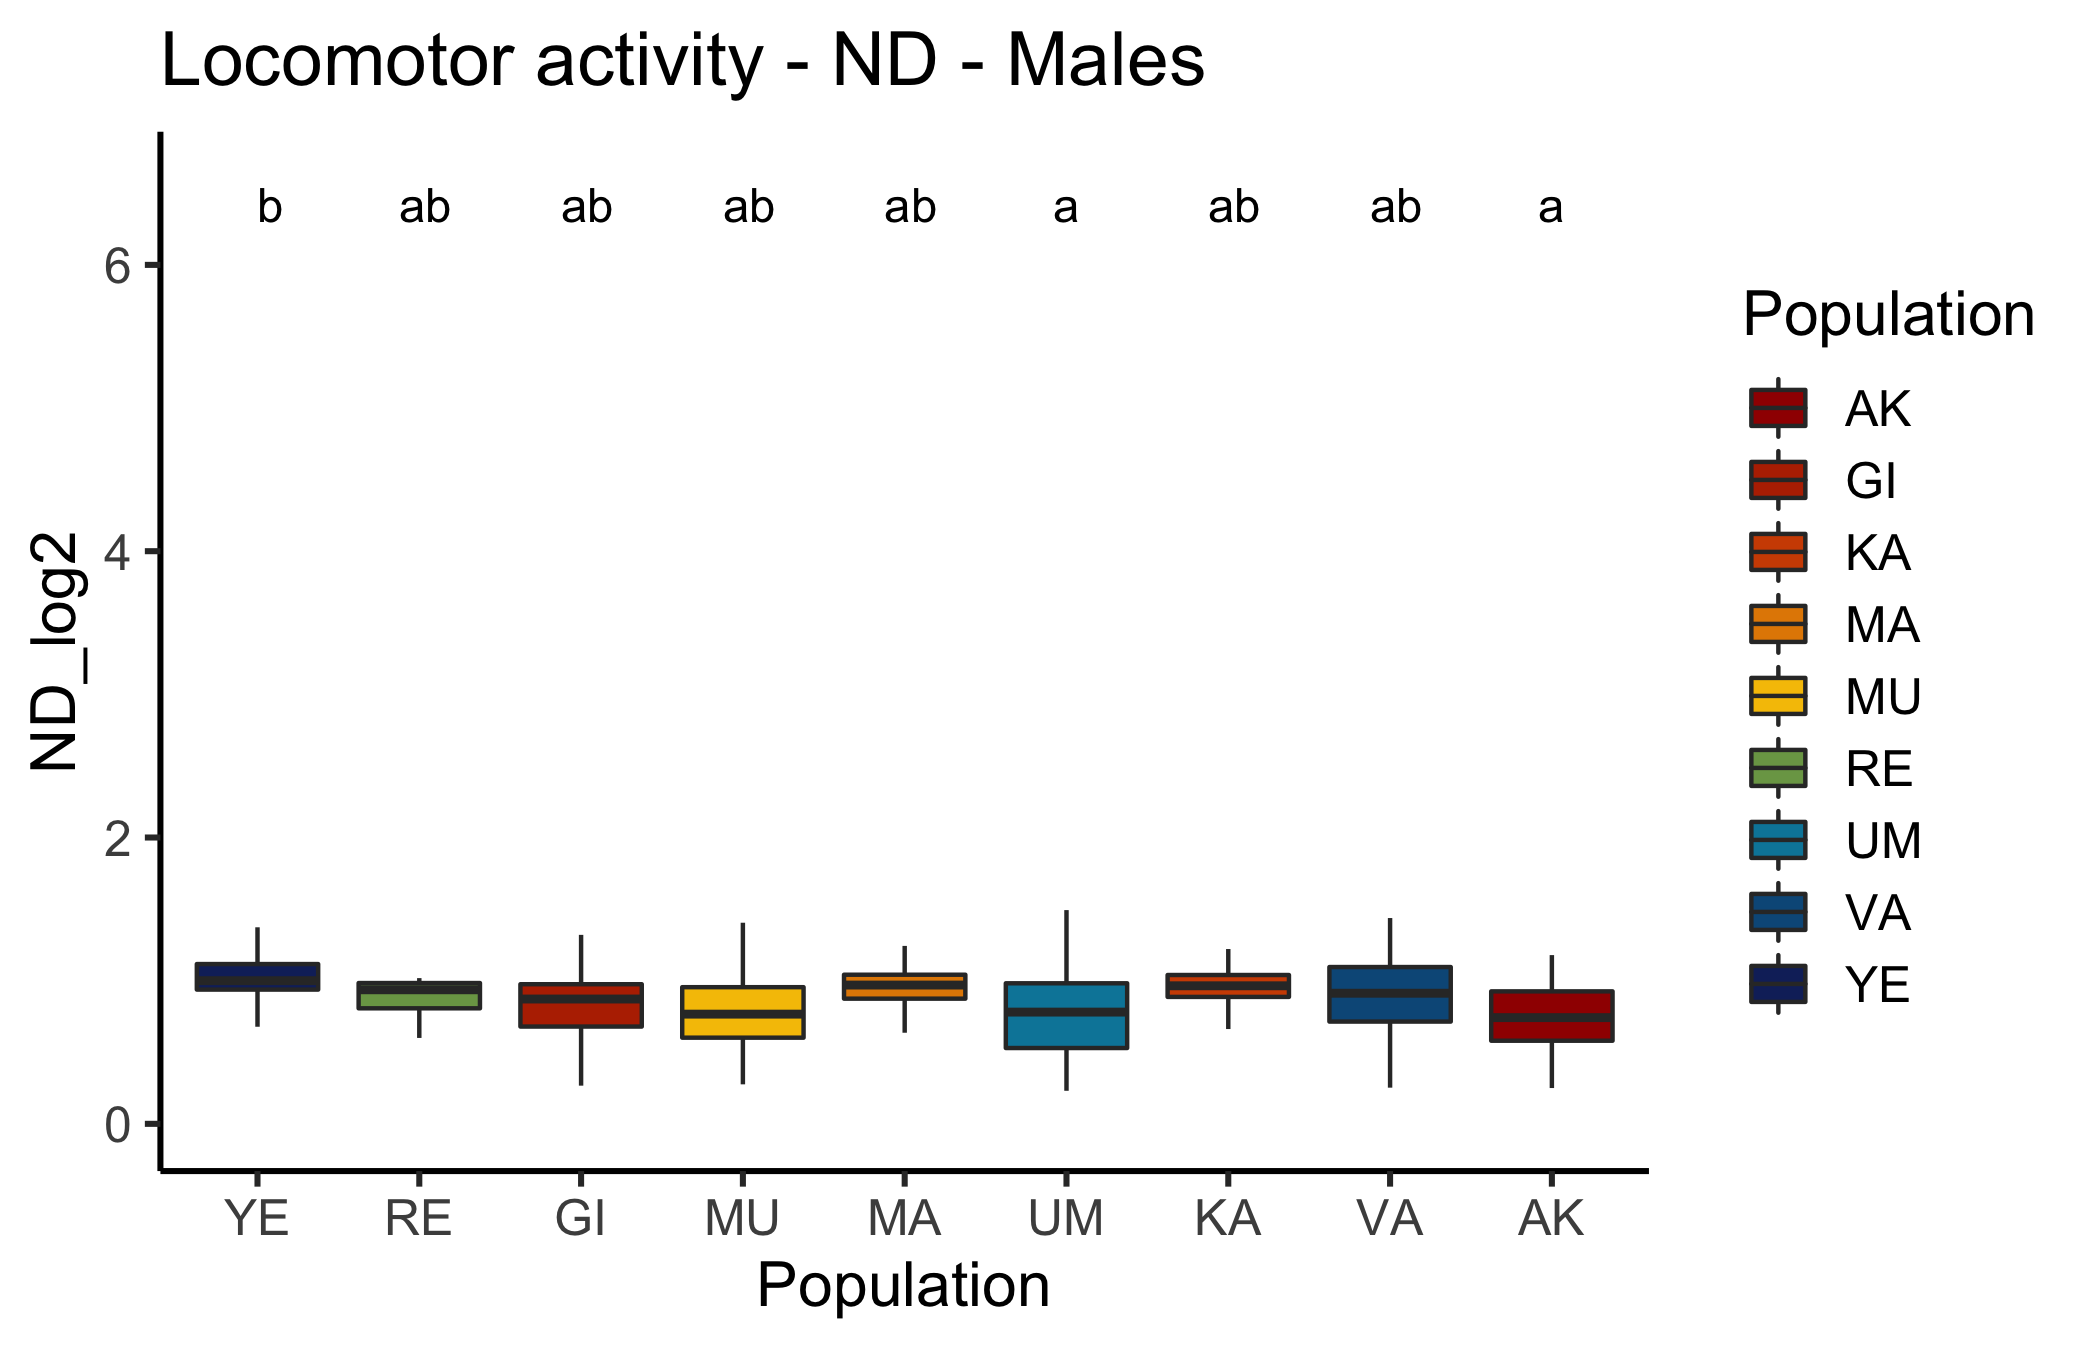 Locomotor activity - ND - Males
b ab ab ab ab a ab ab a
6
4
2
0
ND_log2
YE RE GI MU MA UM KA VA AK
Population
Population
AK
GI
KA
MA
MU
RE
UM
VA
YE